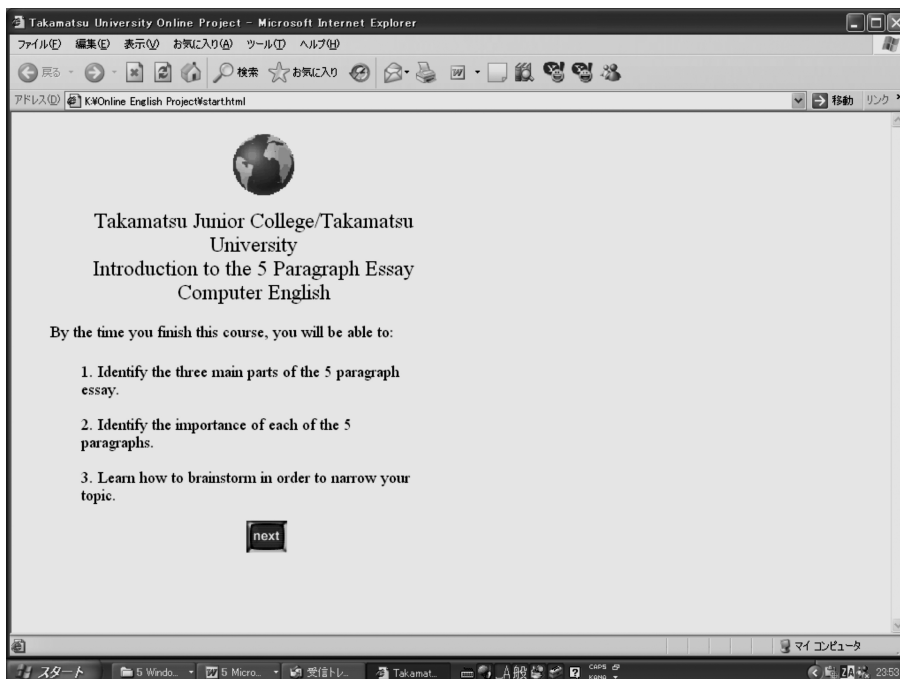 Takamatsu University Online Project - Microsoft Internet Explorer
ファイル(F) 編集(E) 表示(V) お気に入り(A) ツール(T) ヘルプ(H)
戻る 検索 お気に入り
アドレス(D) K:¥Online English Project¥start.html 移動 リンク
Takamatsu Junior College/Takamatsu
University
Introduction to the 5 Paragraph Essay
Computer English
By the time you finish this course, you will be able to:
1. Identify the three main parts of the 5 paragraph
essay.
2. Identify the importance of each of the 5
paragraphs.
3. Learn how to brainstorm in order to narrow your
topic.
next
マイ コンピュータ
スタート 5 Windo... 5 Micro... 受信トレ... Takamat... A 般 CAPS KANA 23:53